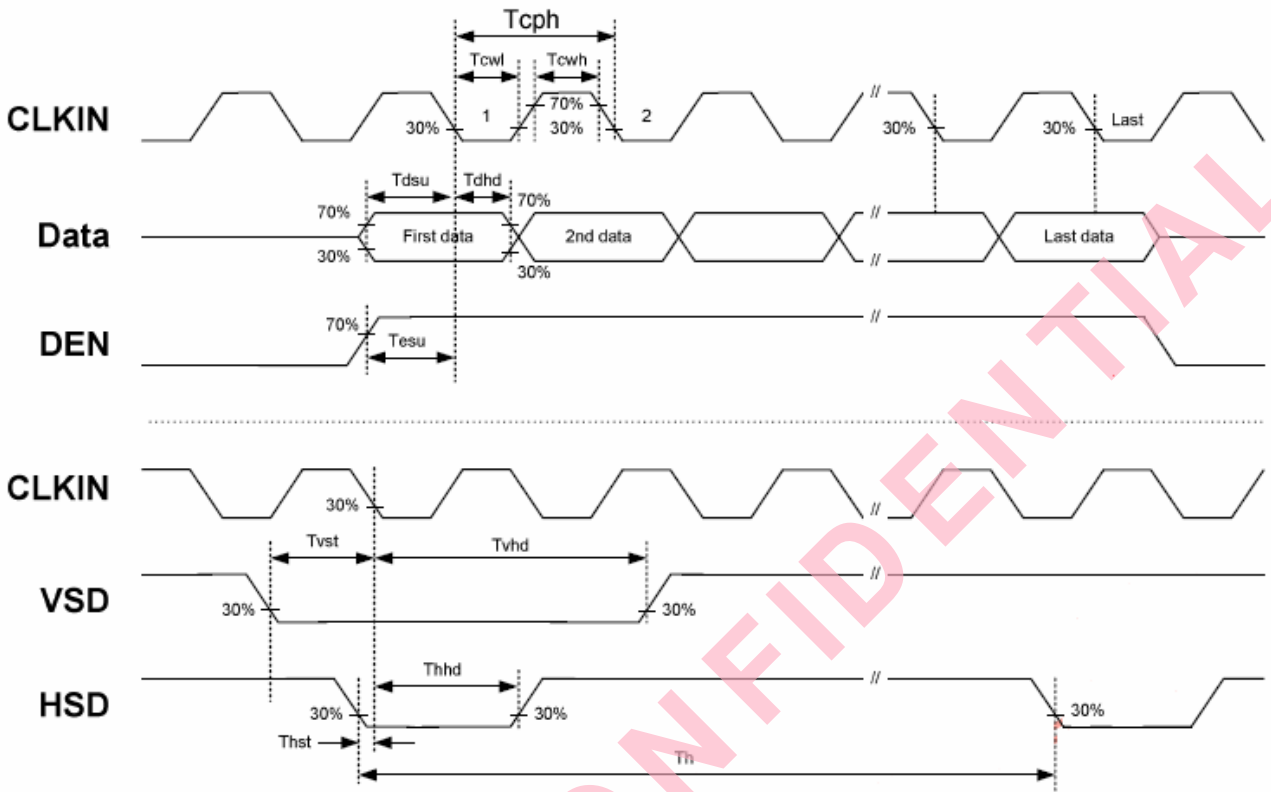 Tcph
Tcwl Tcwh
CLKIN 30% 1 70% 30% 2 // 30% 30% Last
Tdsu Tdhd
70% 70%
Data First data 2nd data // // Last data
30% 30%
DEN 70% Tesu //
CLKIN 30% //
Tvst Tvhd
VSD 30% 30% //
Thhd
HSD 30% 30% // 30%
Thst
Th
CONFIDENTIAL